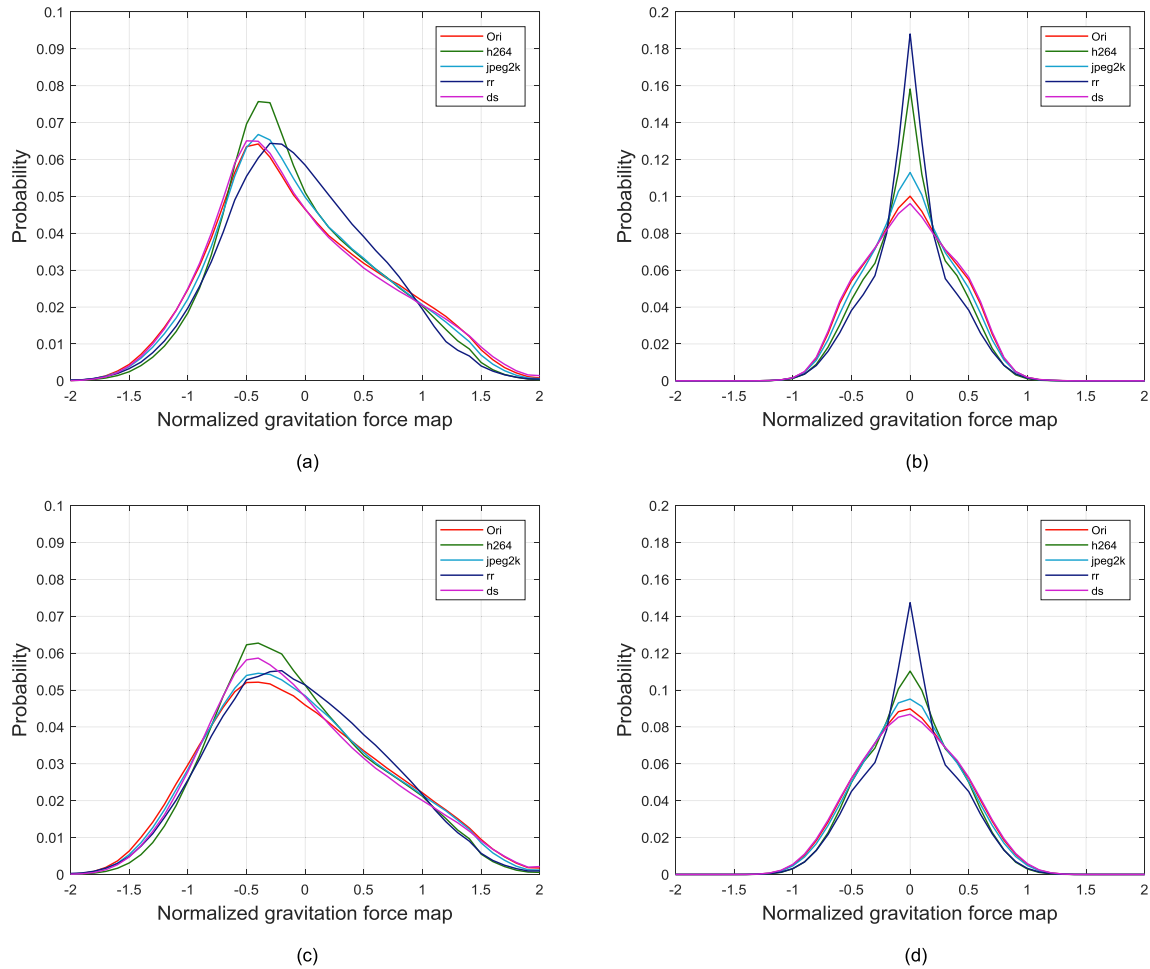 0.1
0.09
0.08
0.07
0.06
0.05
0.04
0.03
0.02
0.01
0
Probability
-2 -1.5 -1 -0.5 0 0.5 1 1.5 2
Normalized gravitation force map
Ori
h264
jpeg2k
rr
ds
(a)
0.2
0.18
0.16
0.14
0.12
0.1
0.08
0.06
0.04
0.02
0
Probability
-2 -1.5 -1 -0.5 0 0.5 1 1.5 2
Normalized gravitation force map
Ori
h264
jpeg2k
rr
ds
(b)
0.1
0.09
0.08
0.07
0.06
0.05
0.04
0.03
0.02
0.01
0
Probability
-2 -1.5 -1 -0.5 0 0.5 1 1.5 2
Normalized gravitation force map
Ori
h264
jpeg2k
rr
ds
(c)
0.2
0.18
0.16
0.14
0.12
0.1
0.08
0.06
0.04
0.02
0
Probability
-2 -1.5 -1 -0.5 0 0.5 1 1.5 2
Normalized gravitation force map
Ori
h264
jpeg2k
rr
ds
(d)